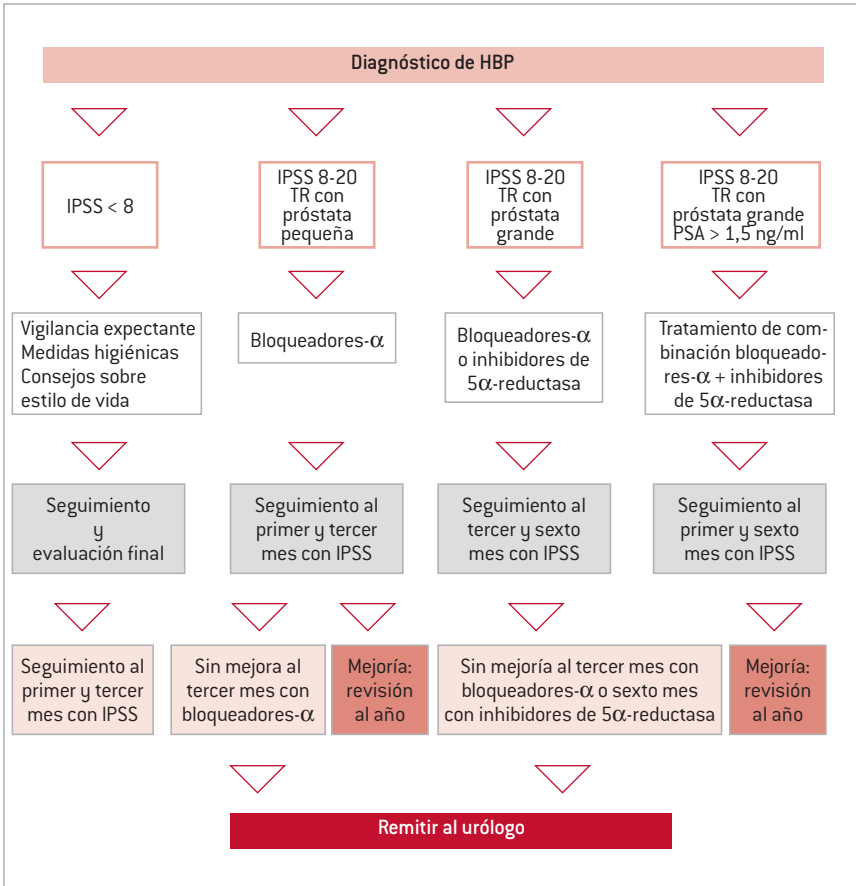 Diagnóstico de HBP
IPSS < 8
IPSS 8-20
TR con
próstata
pequeña
IPSS 8-20
TR con
próstata
grande
IPSS 8-20
TR con
próstata grande
PSA > 1,5 ng/ml
Vigilancia expectante
Medidas higiénicas
Consejos sobre
estilo de vida
Bloqueadores-α
Bloqueadores-α
o inhibidores de
5α-reductasa
Tratamiento de com-
binación bloqueado-
res-α + inhibidores
de 5α-reductasa
Seguimiento
y
evaluación final
Seguimiento al
primer y tercer
mes con IPSS
Seguimiento al
tercer y sexto
mes con IPSS
Seguimiento al
primer y sexto
mes con IPSS
Seguimiento al
primer y tercer
mes con IPSS
Sin mejora al
tercer mes con
bloqueadores-α
Mejoría:
revisión
al año
Sin mejoría al tercer mes con
bloqueadores-α o sexto mes
con inhibidores de 5α-reductasa
Mejoría:
revisión
al año
Remitir al urólogo